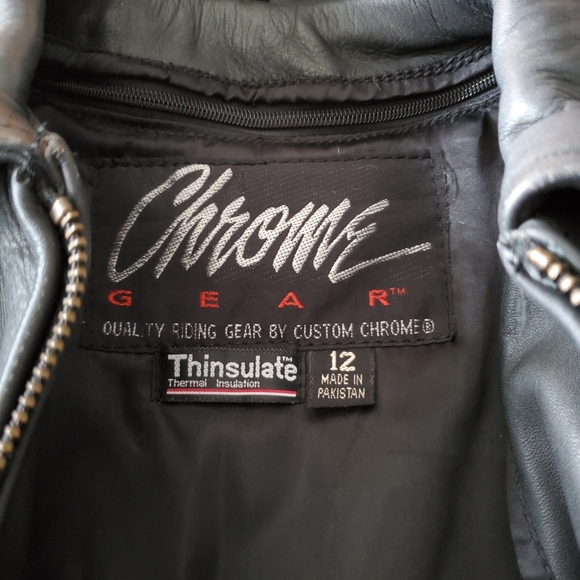 Chrome
GEAR™
QUALITY RIDING GEAR BY CUSTOM CHROME®
Thinsulate™
Thermal Insulation
12
MADE IN
PAKISTAN